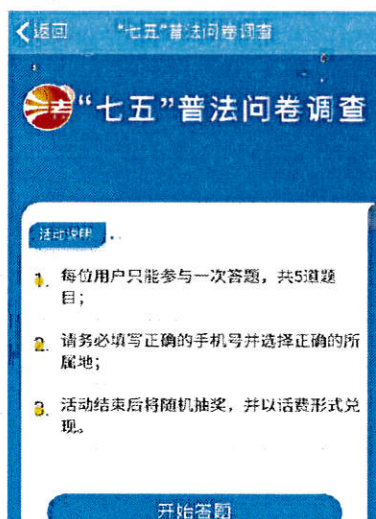 返回 “七五”普法问卷调查
“七五”普法问卷调查
活动说明
1. 每位用户只能参与一次答题，共5道题
目；
2. 请务必填写正确的手机号并选择正确的所
属地；
3. 活动结束后将随机抽奖，并以话费形式兑
现。
开始答题